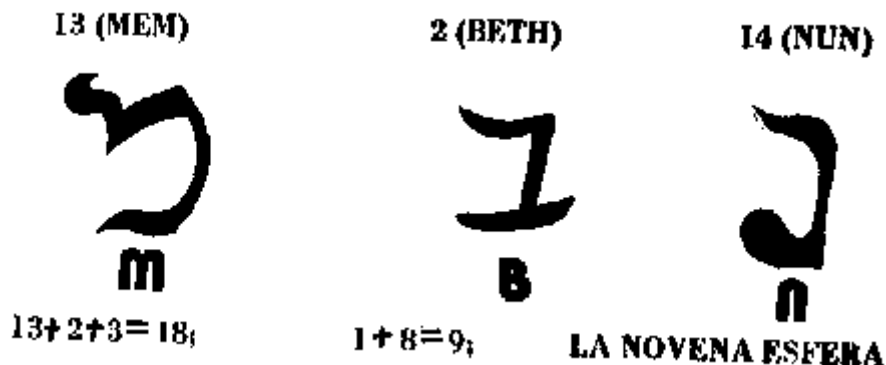 13 (MEM) 2 (BETH) 14 (NUN)
מ ב נ
M B N
13+2+3=18; 1+8=9; LA NOVENA ESFERA